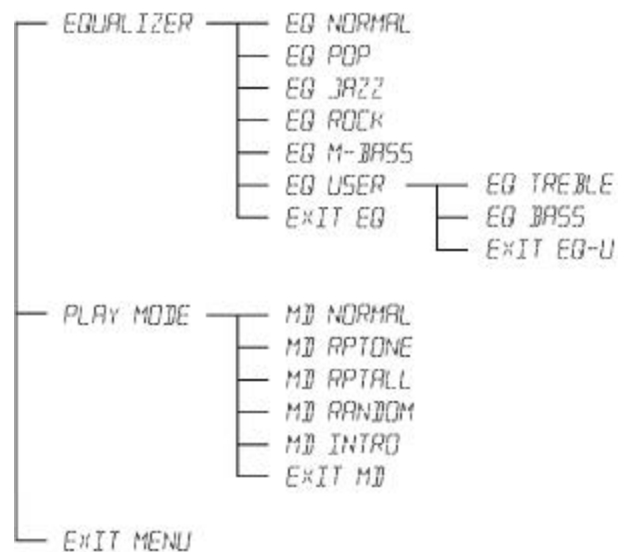 EQUALIZER EQ NORMAL
EQ POP
EQ JAZZ
EQ ROCK
EQ M-BASS
EQ USER EQ TREBLE
EXIT EQ EQ BASS
EXIT EQ-U
PLAY MODE MD NORMAL
MD RPTONE
MD RPTALL
MD RANDOM
MD INTRO
EXIT MD
EXIT MENU